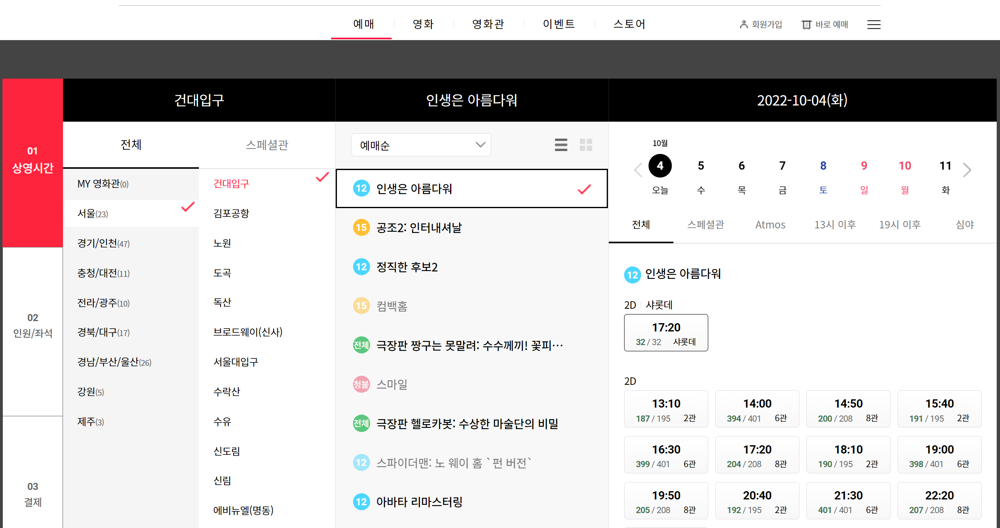 예매
영화
영화관
이벤트
스토어
회원가입
바로 예매
01
상영시간
02
인원/좌석
03
결제
건대입구
전체
스페셜관
MY 영화관(0)
서울(23)
경기/인천(47)
충청/대전(11)
전라/광주(10)
경북/대구(17)
경남/부산/울산(26)
강원(5)
제주(3)
건대입구
김포공항
노원
도곡
독산
브로드웨이(신사)
서울대입구
수락산
수유
신도림
신림
에비뉴엘(명동)
인생은 아름다워
예매순
12 인생은 아름다워
15 공조2: 인터내셔날
12 정직한 후보2
15 컴백홈
전체 극장판 짱구는 못말려: 수수께끼! 꽃피…
청불 스마일
전체 극장판 헬로카봇: 수상한 마술단의 비밀
12 스파이더맨: 노 웨이 홈 `펀 버전`
12 아바타 리마스터링
2022-10-04(화)
10월
4 5 6 7 8 9 10 11
오늘 수 목 금 토 일 월 화
전체 스페셜관 Atmos 13시 이후 19시 이후 심야
12 인생은 아름다워
2D 샤롯데
17:20
32 / 32 샤롯데
2D
13:10 14:00 14:50 15:40
187 / 195 2관 394 / 401 6관 200 / 208 8관 191 / 195 2관
16:30 17:20 18:10 19:00
399 / 401 6관 204 / 208 8관 190 / 195 2관 398 / 401 6관
19:50 20:40 21:30 22:20
205 / 208 8관 192 / 195 2관 401 / 401 6관 207 / 208 8관